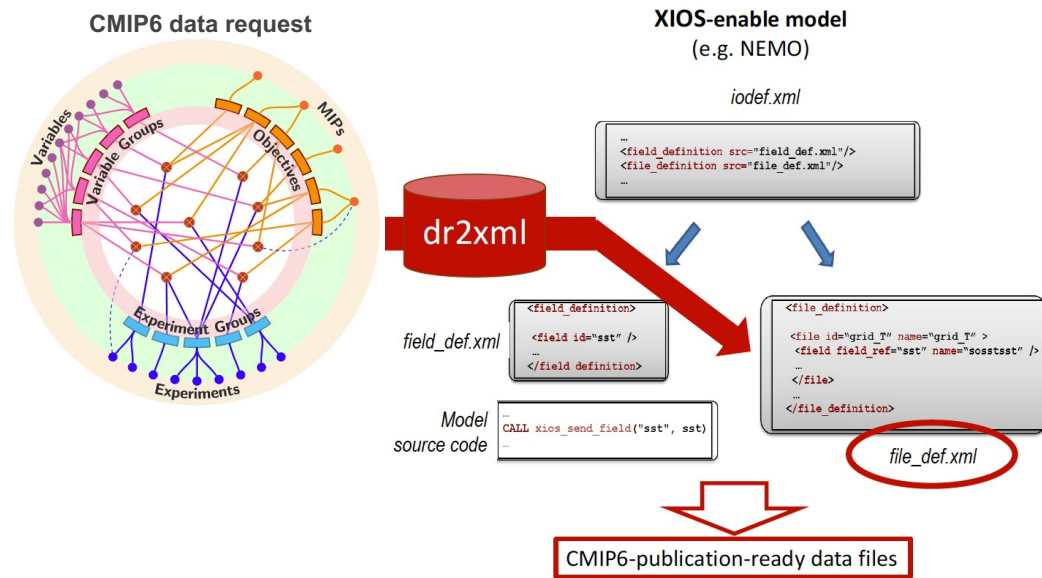 CMIP6 data request
Variables
Variable Groups
Objectives
MIPs
Experiment Groups
Experiments
XIOS-enable model
(e.g. NEMO)
iodef.xml
…
<field_definition src="field_def.xml"/>
<file_definition src="file_def.xml"/>
…
dr2xml
field_def.xml
<field_definition>
<field id="sst" />
…
</field definition>
Model
source code
…
CALL xios_send_field("sst", sst)
…
<file_definition>
<file id="grid_T" name="grid_T" >
<field field_ref="sst" name="sosstsst" />
…
</file>
…
</file_definition>
file_def.xml
CMIP6-publication-ready data files